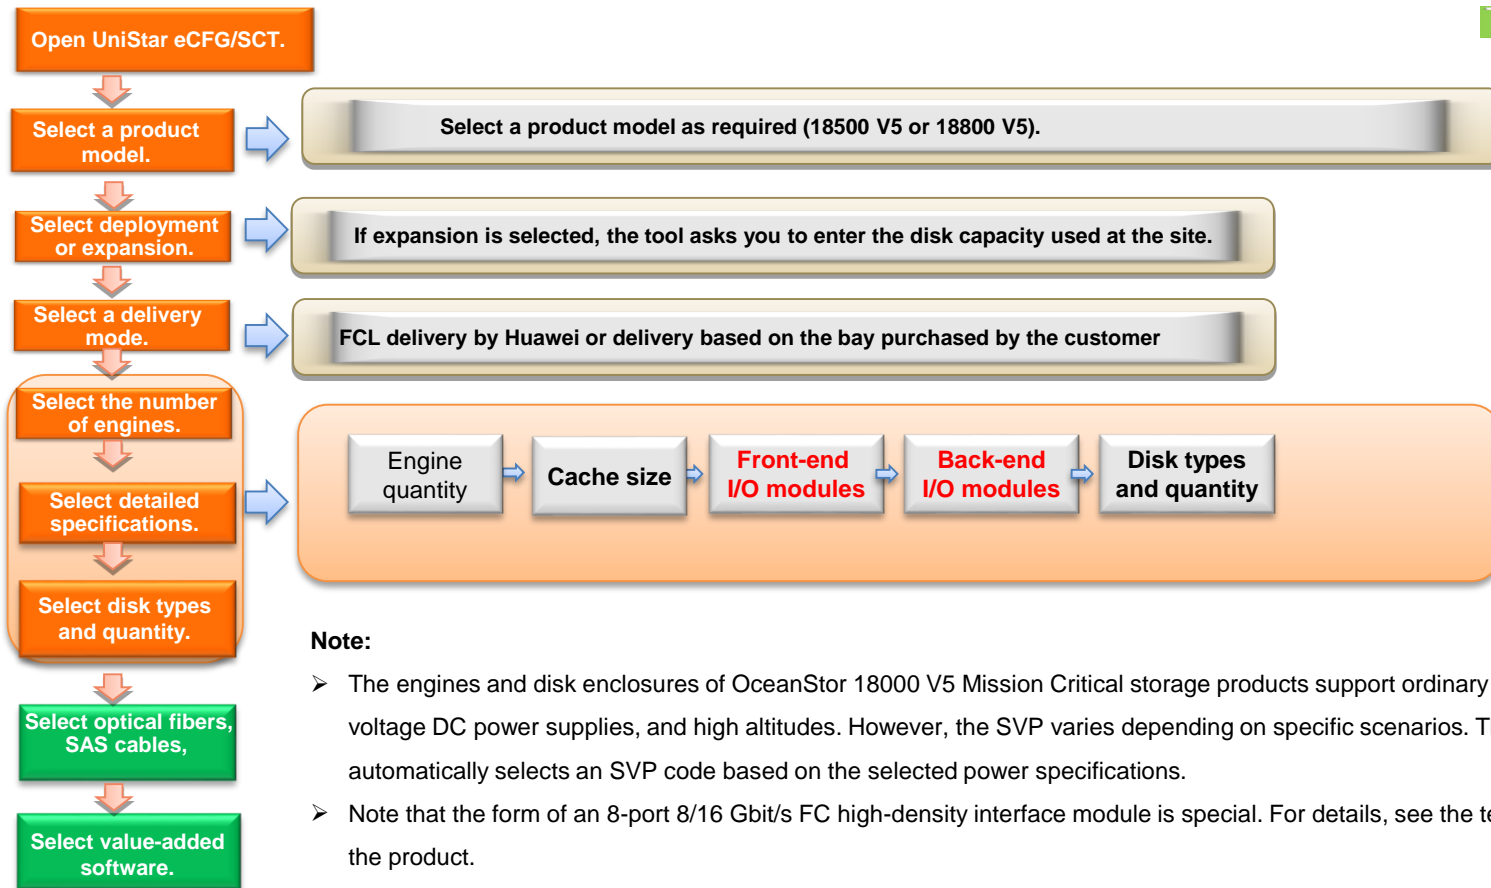 Open UniStar eCFG/SCT.
Select a product
model.
Select a product model as required (18500 V5 or 18800 V5).
Select deployment
or expansion.
If expansion is selected, the tool asks you to enter the disk capacity used at the site.
Select a delivery
mode.
FCL delivery by Huawei or delivery based on the bay purchased by the customer
Select the number
of engines.
Select detailed
specifications.
Select disk types
and quantity.
Engine
quantity
Cache size
Front-end
I/O modules
Back-end
I/O modules
Disk types
and quantity
Select optical fibers,
SAS cables,
Select value-added
software.
Note:
➢ The engines and disk enclosures of OceanStor 18000 V5 Mission Critical storage products support ordinary
voltage DC power supplies, and high altitudes. However, the SVP varies depending on specific scenarios.
automatically selects an SVP code based on the selected power specifications.
➢ Note that the form of an 8-port 8/16 Gbit/s FC high-density interface module is special. For details, see the
the product.